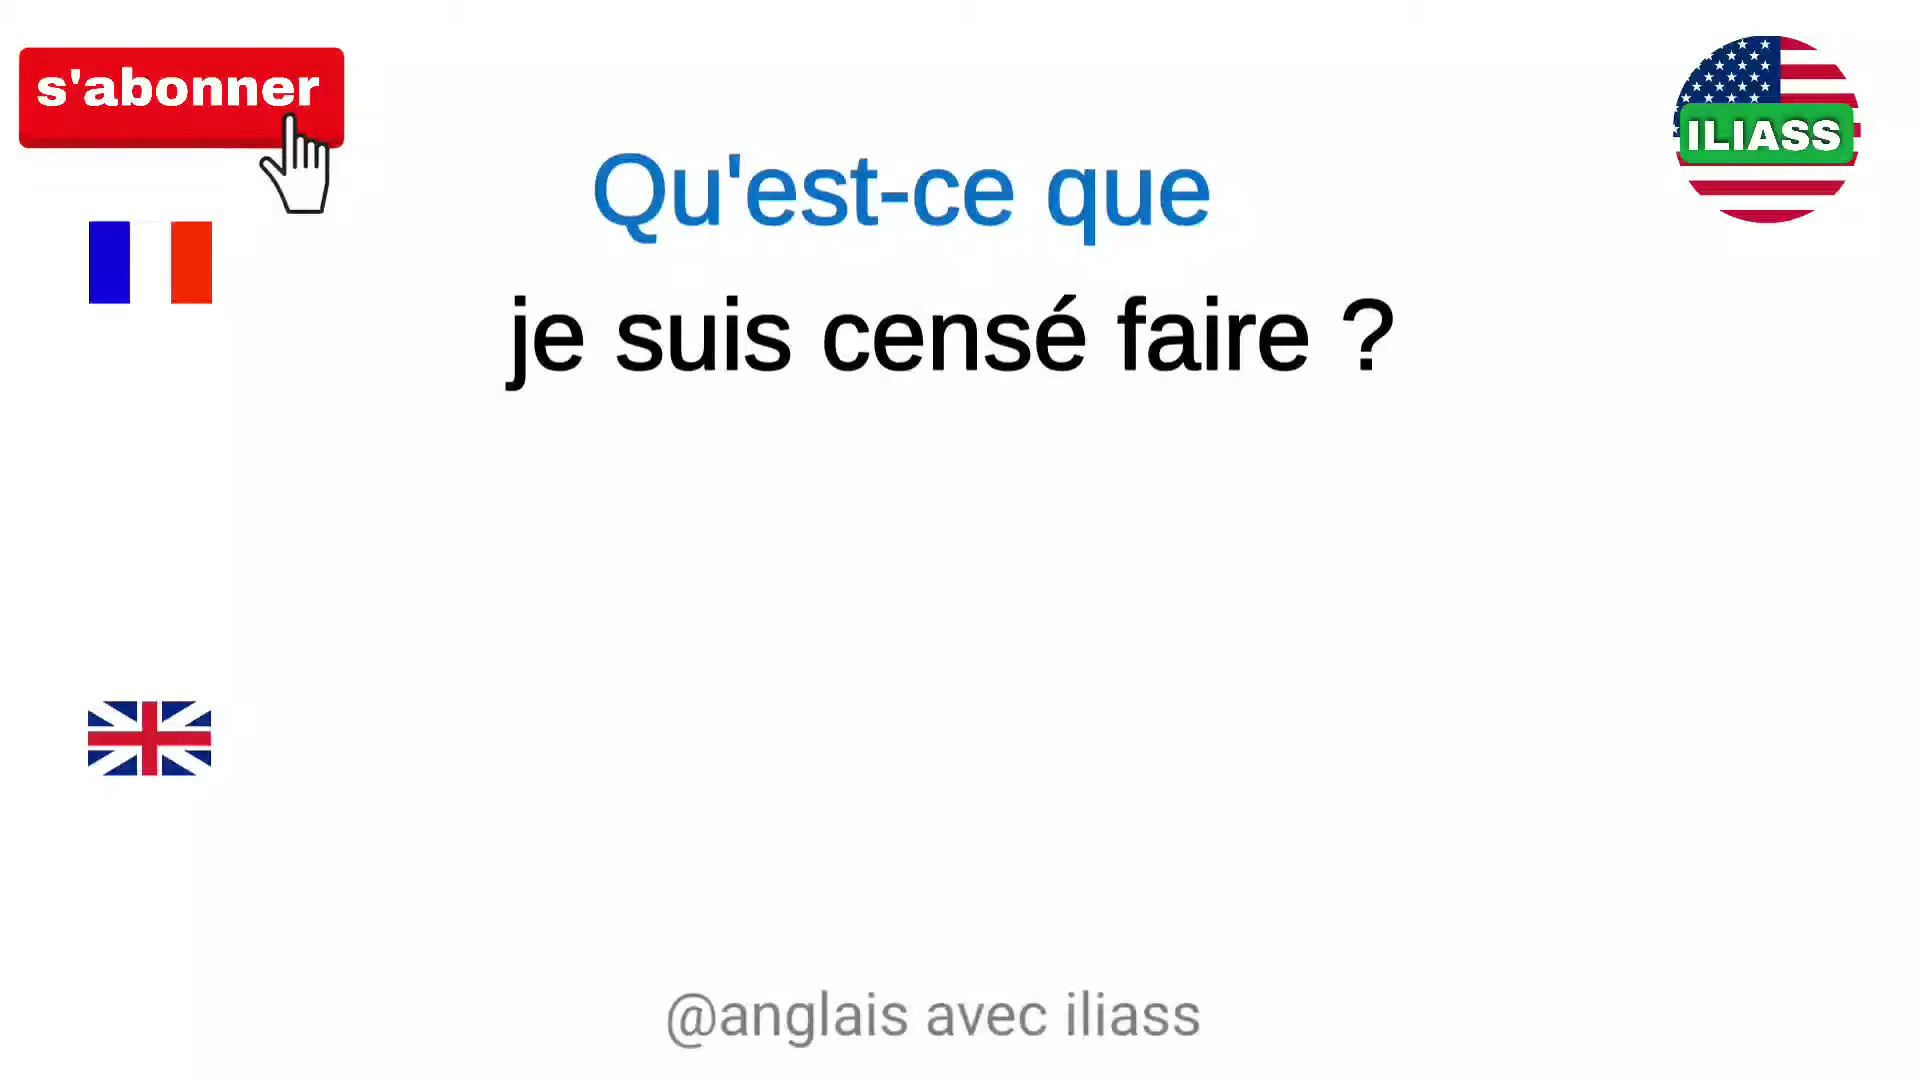 s'abonner
ILIASS
Qu'est-ce que
je suis censé faire ?
@anglais avec iliass